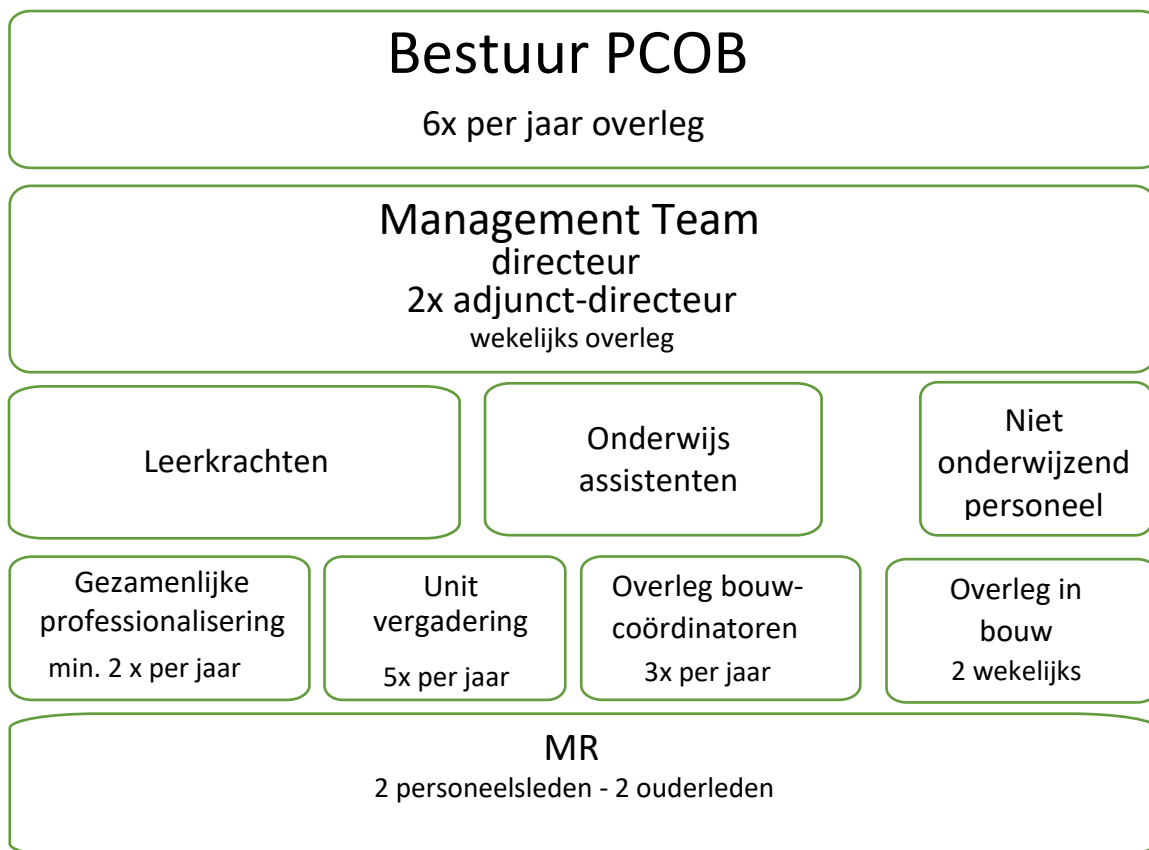 Bestuur PCOB
6x per jaar overleg
Management Team
directeur
2x adjunct-directeur
wekelijks overleg
Leerkrachten
Onderwijs
assistenten
Niet
onderwijzend
personeel
Gezamenlijke
professionalisering
min. 2 x per jaar
Unit
vergadering
5x per jaar
Overleg bouw-
coördinatoren
3x per jaar
Overleg in
bouw
2 wekelijks
MR
2 personeelsleden - 2 ouderleden